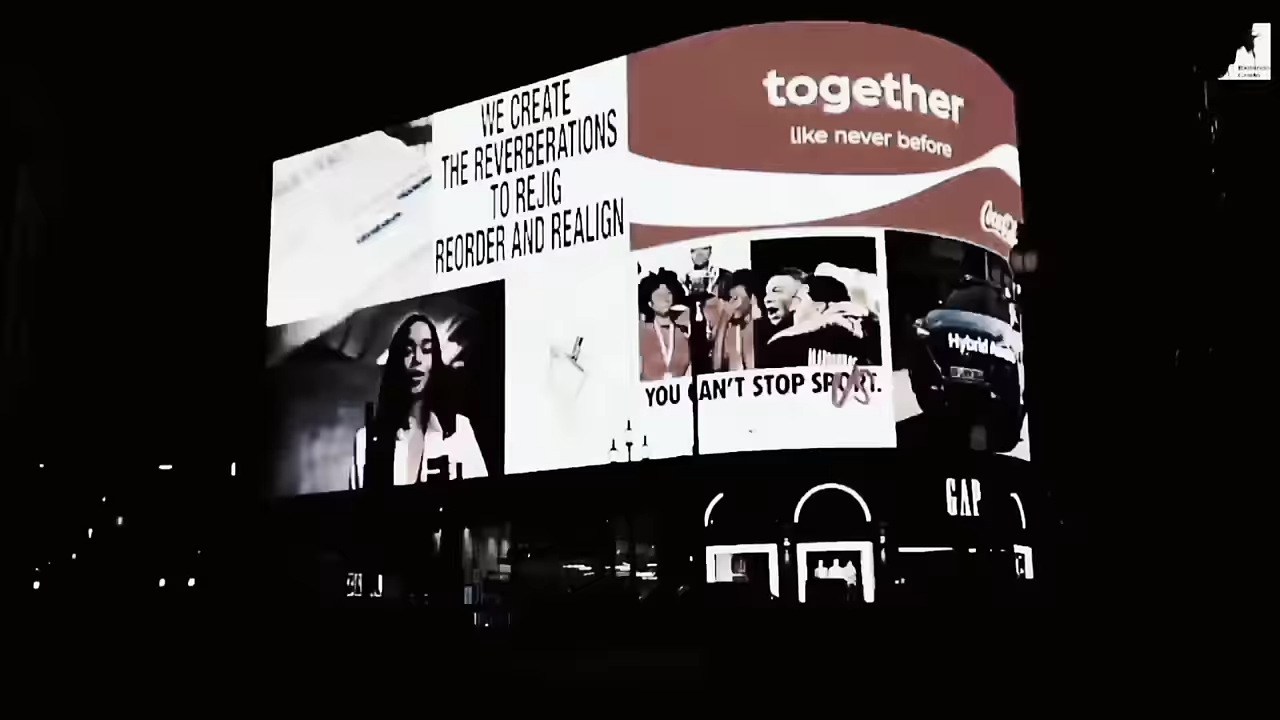 WE CREATE
THE REVERBERATIONS
TO REJIG
REORDER AND REALIGN
together
like never before
Coca-Cola
YOU CAN'T STOP SPORT.
US
Hybrid
GAP